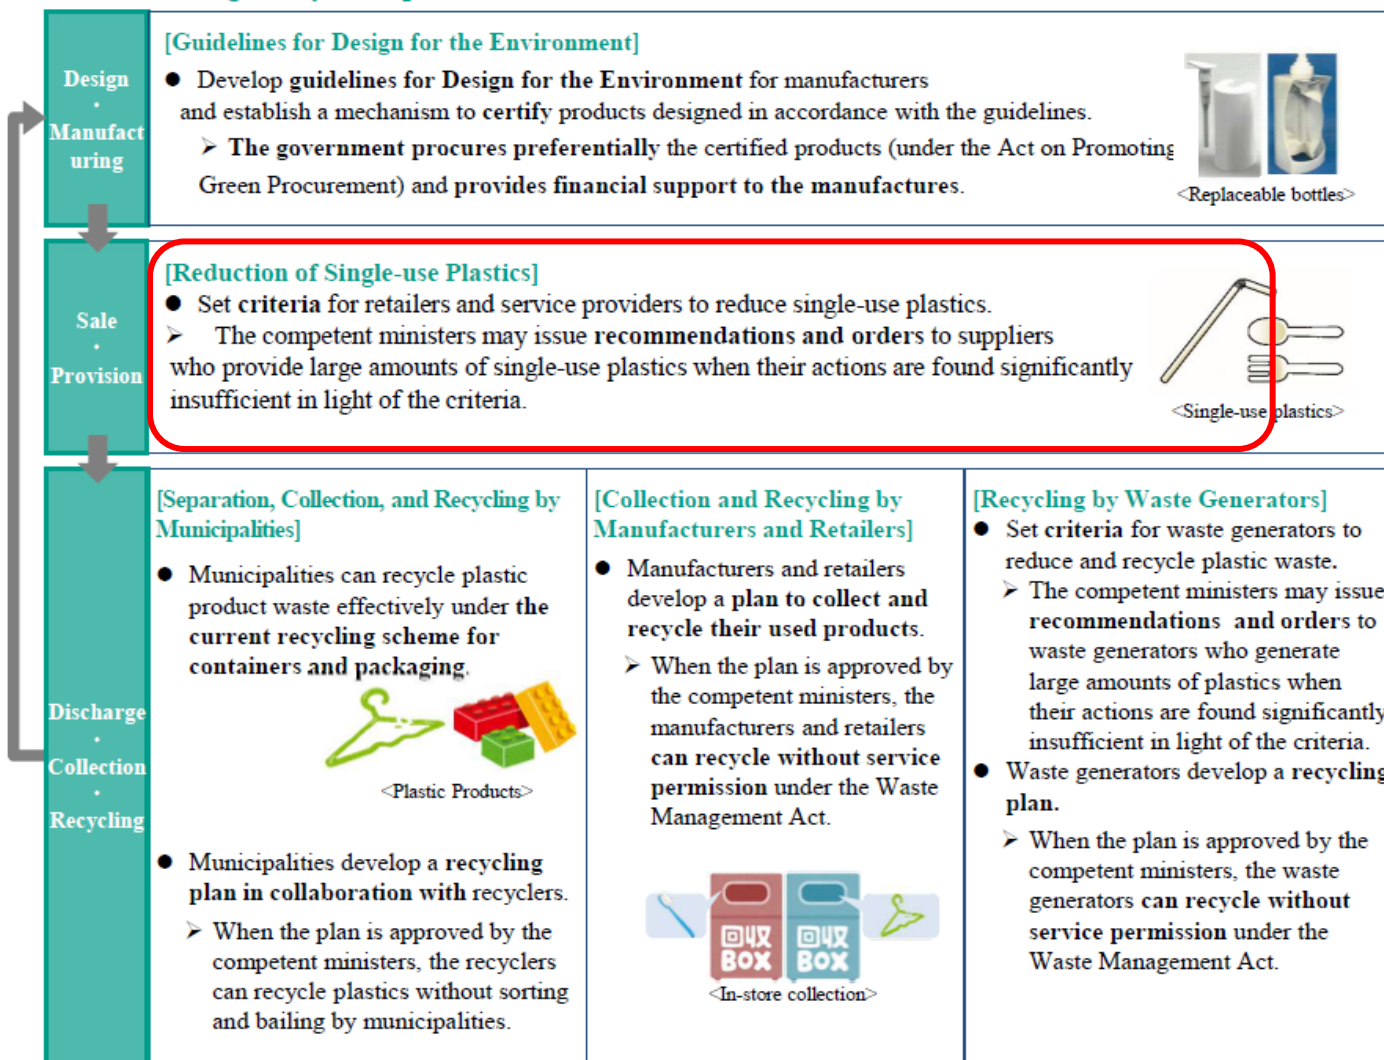 Design
・
Manufact
uring
[Guidelines for Design for the Environment]
● Develop guidelines for Design for the Environment for manufacturers
and establish a mechanism to certify products designed in accordance with the guidelines.
➢ The government procures preferentially the certified products (under the Act on Promoting
Green Procurement) and provides financial support to the manufactures.
<Replaceable bottles>
Sale
・
Provision
[Reduction of Single-use Plastics]
● Set criteria for retailers and service providers to reduce single-use plastics.
➢ The competent ministers may issue recommendations and orders to suppliers
who provide large amounts of single-use plastics when their actions are found significantly
insufficient in light of the criteria.
<Single-use plastics>
Discharge
・
Collection
・
Recycling
[Separation, Collection, and Recycling by
Municipalities]
● Municipalities can recycle plastic
product waste effectively under the
current recycling scheme for
containers and packaging.
<Plastic Products>
● Municipalities develop a recycling
plan in collaboration with recyclers.
➢ When the plan is approved by the
competent ministers, the recyclers
can recycle plastics without sorting
and bailing by municipalities.
[Collection and Recycling by
Manufacturers and Retailers]
● Manufacturers and retailers
develop a plan to collect and
recycle their used products.
➢ When the plan is approved by
the competent ministers, the
manufacturers and retailers
can recycle without service
permission under the Waste
Management Act.
回収
BOX
回収
BOX
<In-store collection>
[Recycling by Waste Generators]
● Set criteria for waste generators to
reduce and recycle plastic waste.
➢ The competent ministers may issue
recommendations and orders to
waste generators who generate
large amounts of plastics when
their actions are found significantly
insufficient in light of the criteria.
● Waste generators develop a recycling
plan.
➢ When the plan is approved by the
competent ministers, the waste
generators can recycle without
service permission under the
Waste Management Act.